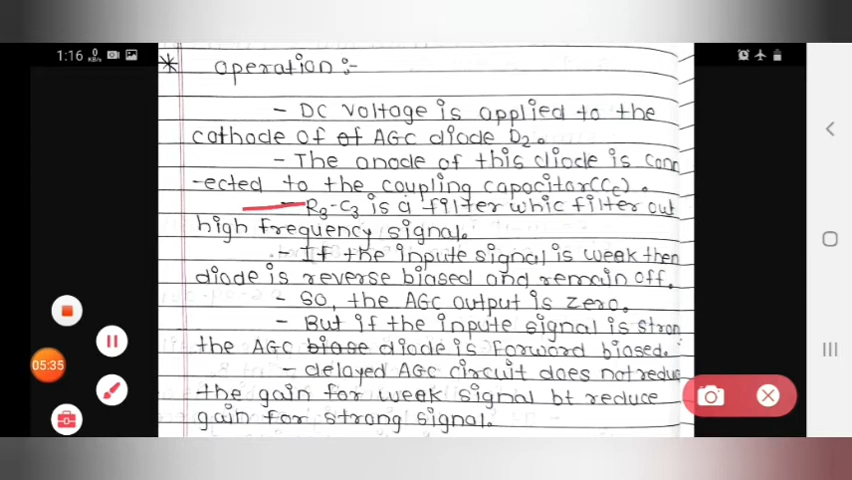 1:16 0 KB/s
* operation :-
- DC voltage is applied to the
cathode of of AGC diode D2.
- The anode of this diode is conn
-ected to the coupling capacitor(Cc).
- R3-C3 is a filter whic filter out
high frequency signal.
- If the inpute signal is week then
diode is reverse biased and remain off.
- so, the AGC output is zero.
- But if the inpute signal is stron
the AGC biase diode is forward biased.
- delayed AGC circuit does not reduc
the gain for week signal bt reduce
gain for strong signal.
05:35